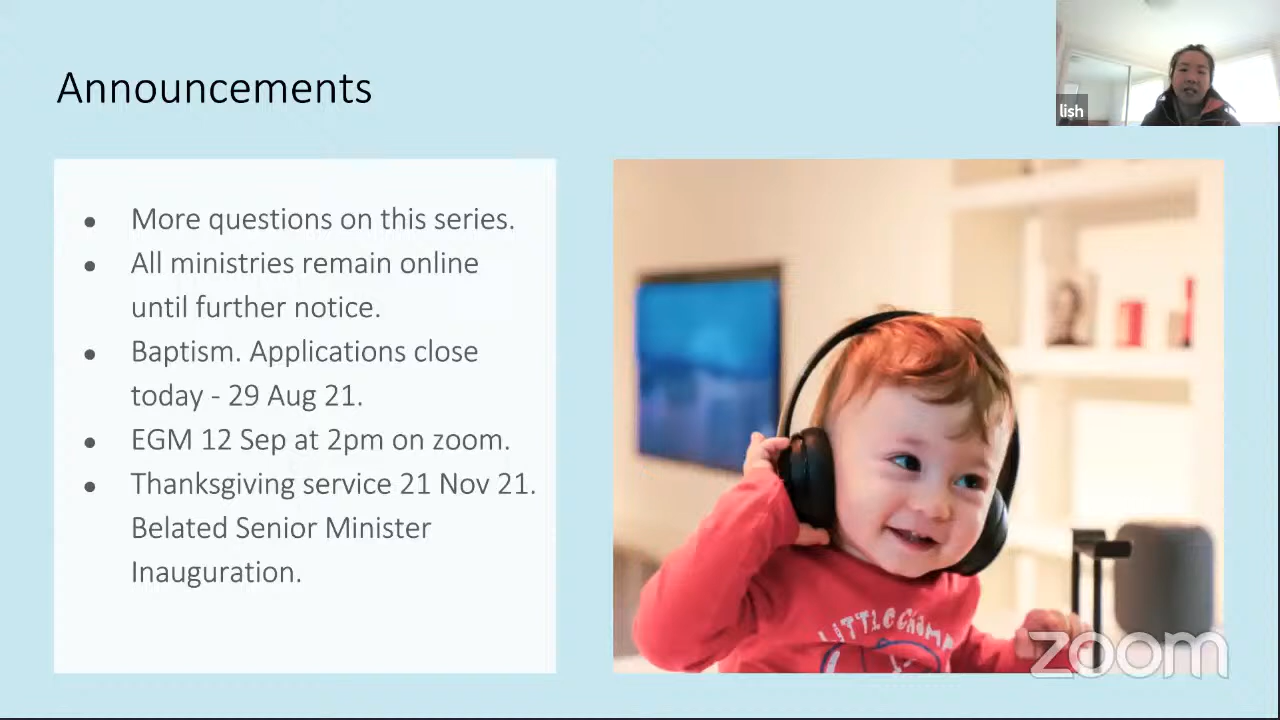 Announcements
lish
● More questions on this series.
● All ministries remain online
until further notice.
● Baptism. Applications close
today - 29 Aug 21.
● EGM 12 Sep at 2pm on zoom.
● Thanksgiving service 21 Nov 21.
Belated Senior Minister
Inauguration.
LITTLE CHAMP
zoom